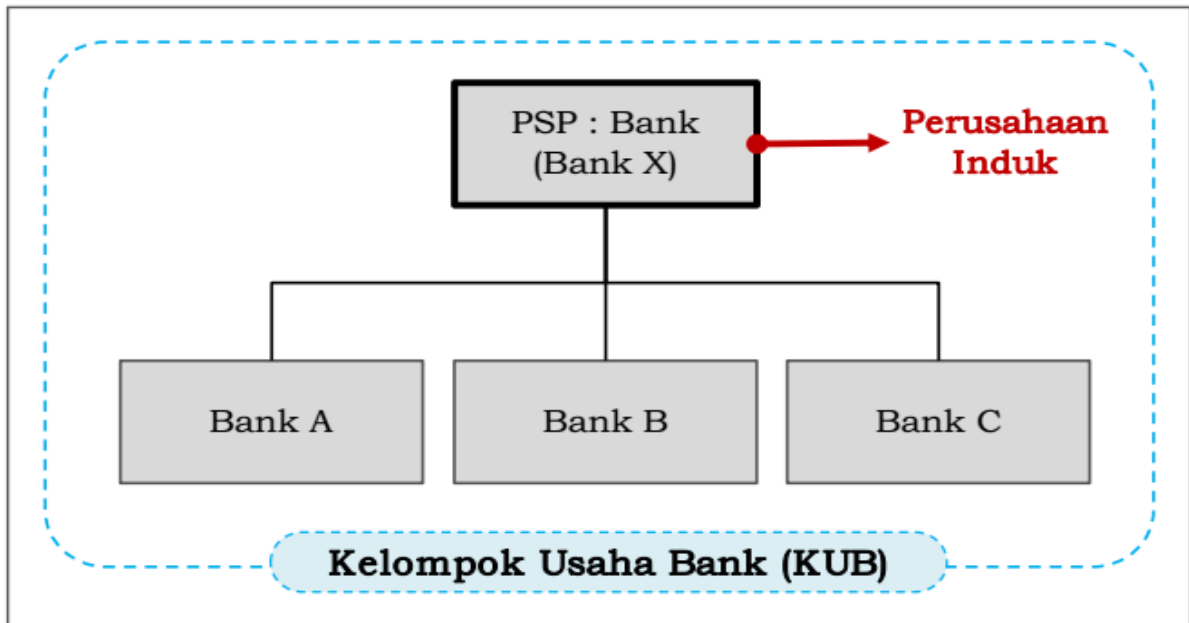 PSP : Bank
(Bank X)
Perusahaan
Induk
Bank A
Bank B
Bank C
Kelompok Usaha Bank (KUB)